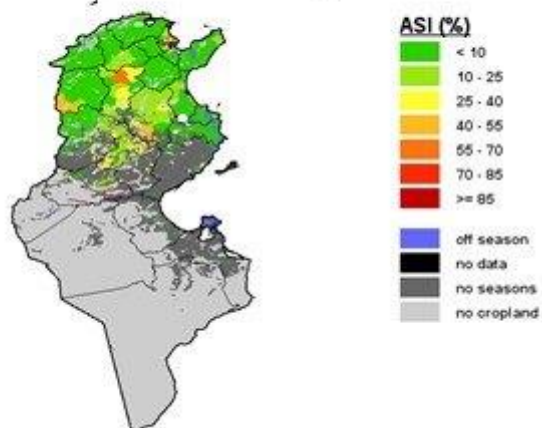 ASI (%)
< 10
10 - 25
25 - 40
40 - 55
55 - 70
70 - 85
>= 85
off season
no data
no seasons
no cropland